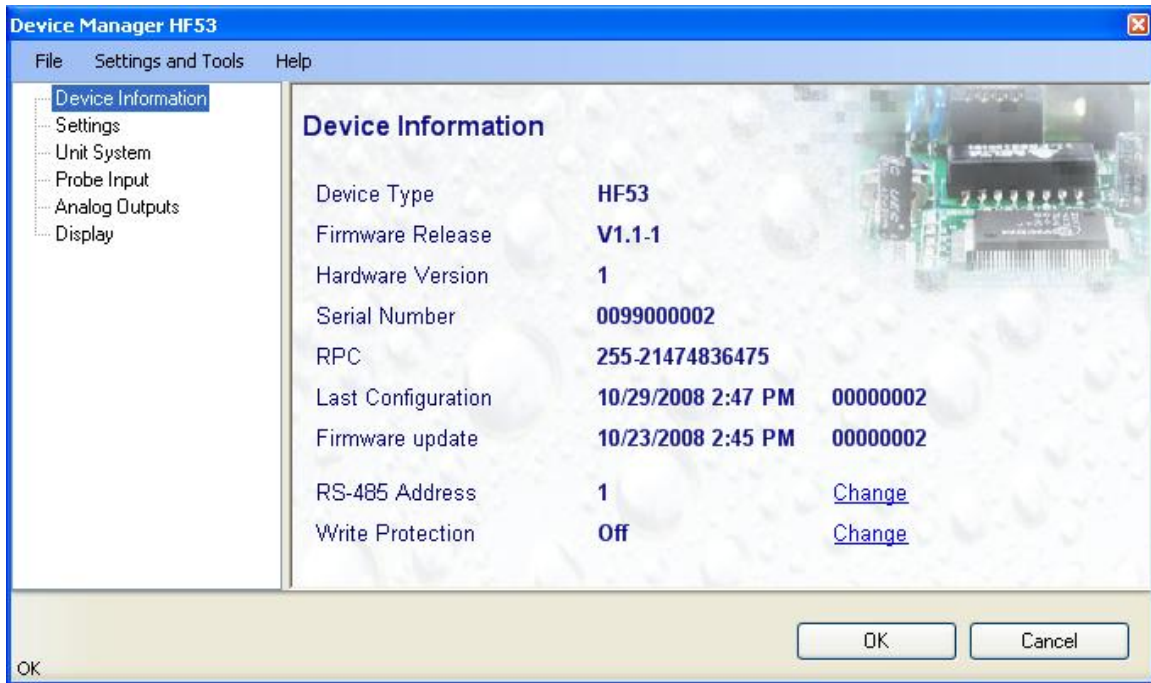 Device Manager HF53
File Settings and Tools Help
Device Information
Settings
Unit System
Probe Input
Analog Outputs
Display
Device Information
Device Type HF53
Firmware Release V1.1-1
Hardware Version 1
Serial Number 0099000002
RPC 255-21474836475
Last Configuration 10/29/2008 2:47 PM 00000002
Firmware update 10/23/2008 2:45 PM 00000002
RS-485 Address 1 Change
Write Protection Off Change
OK Cancel
OK